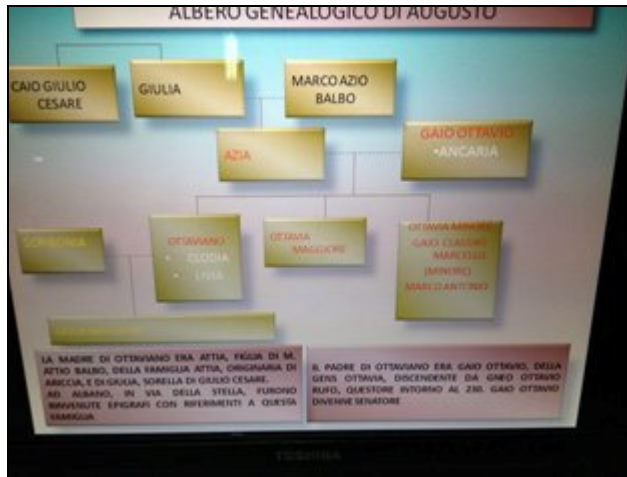 ALBERO GENEALOGICO DI AUGUSTO
CAIO GIULIO
CESARE
GIULIA
MARCO AZIO
BALBO
AZIA
GAIO OTTAVIO
•ANCARIA
SCRIBONIA
OTTAVIANO
• CLODIA
• LIVIA
OTTAVIA
MAGGIORE
OTTAVIA MINORE
GAIO CLAUDIO
MARCELLO
(MINORE)
MARCO ANTONIO
LA MADRE DI OTTAVIANO ERA ATTIA, FIGLIA DI M.
ATTIO BALBO, DELLA FAMIGLIA ATTIA, ORIGINARIA DI
ARICCIA, E DI GIULIA, SORELLA DI GIULIO CESARE.
AD ALBANO, IN VIA DELLA STELLA, FURONO
RINVENUTE EPIGRAFI CON RIFERIMENTI A QUESTA
FAMIGLIA
IL PADRE DI OTTAVIANO ERA GAIO OTTAVIO, DELLA
GENS OTTAVIA, DISCENDENTE DA GNEO OTTAVIO
RUFO, QUESTORE INTORNO AL 230. GAIO OTTAVIO
DIVENNE SENATORE
TOSHIBA